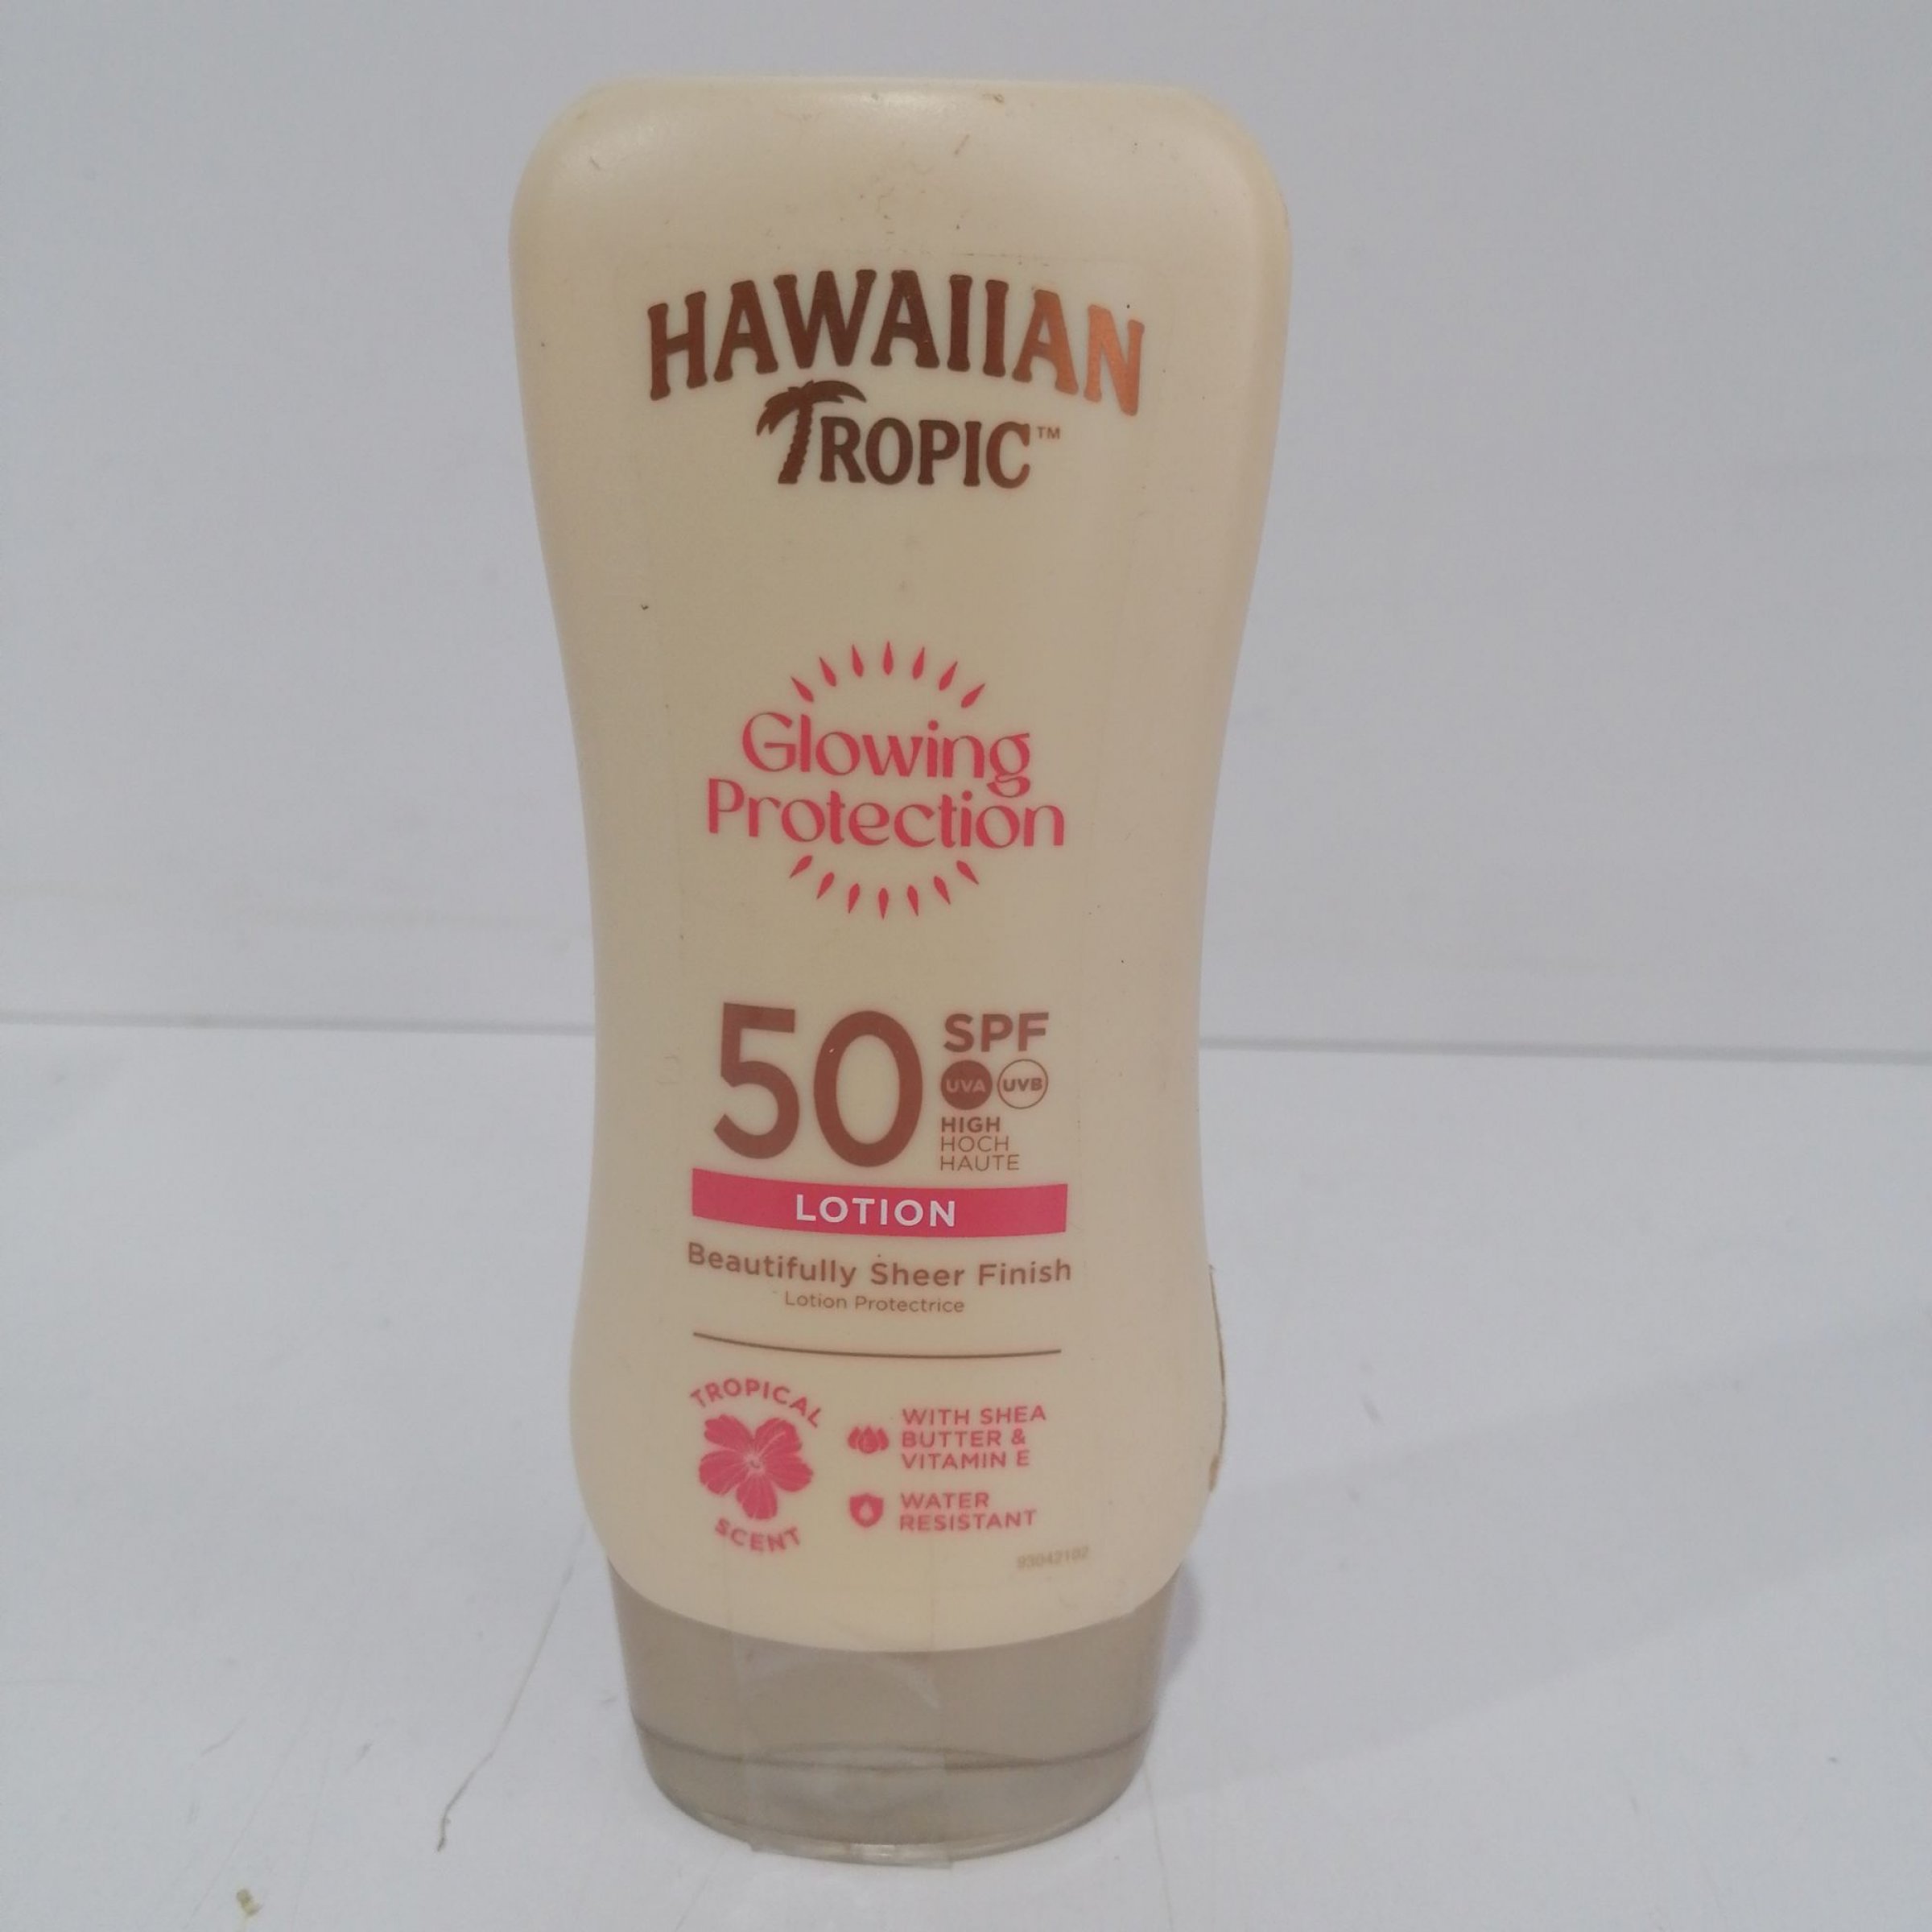 HAWAIIAN
TROPIC™
Glowing
Protection
50 SPF
UVA UVB
HIGH
HOCH
HAUTE
LOTION
Beautifully Sheer Finish
Lotion Protectrice
TROPICAL
SCENT
WITH SHEA
BUTTER &
VITAMIN E
WATER
RESISTANT
93042102